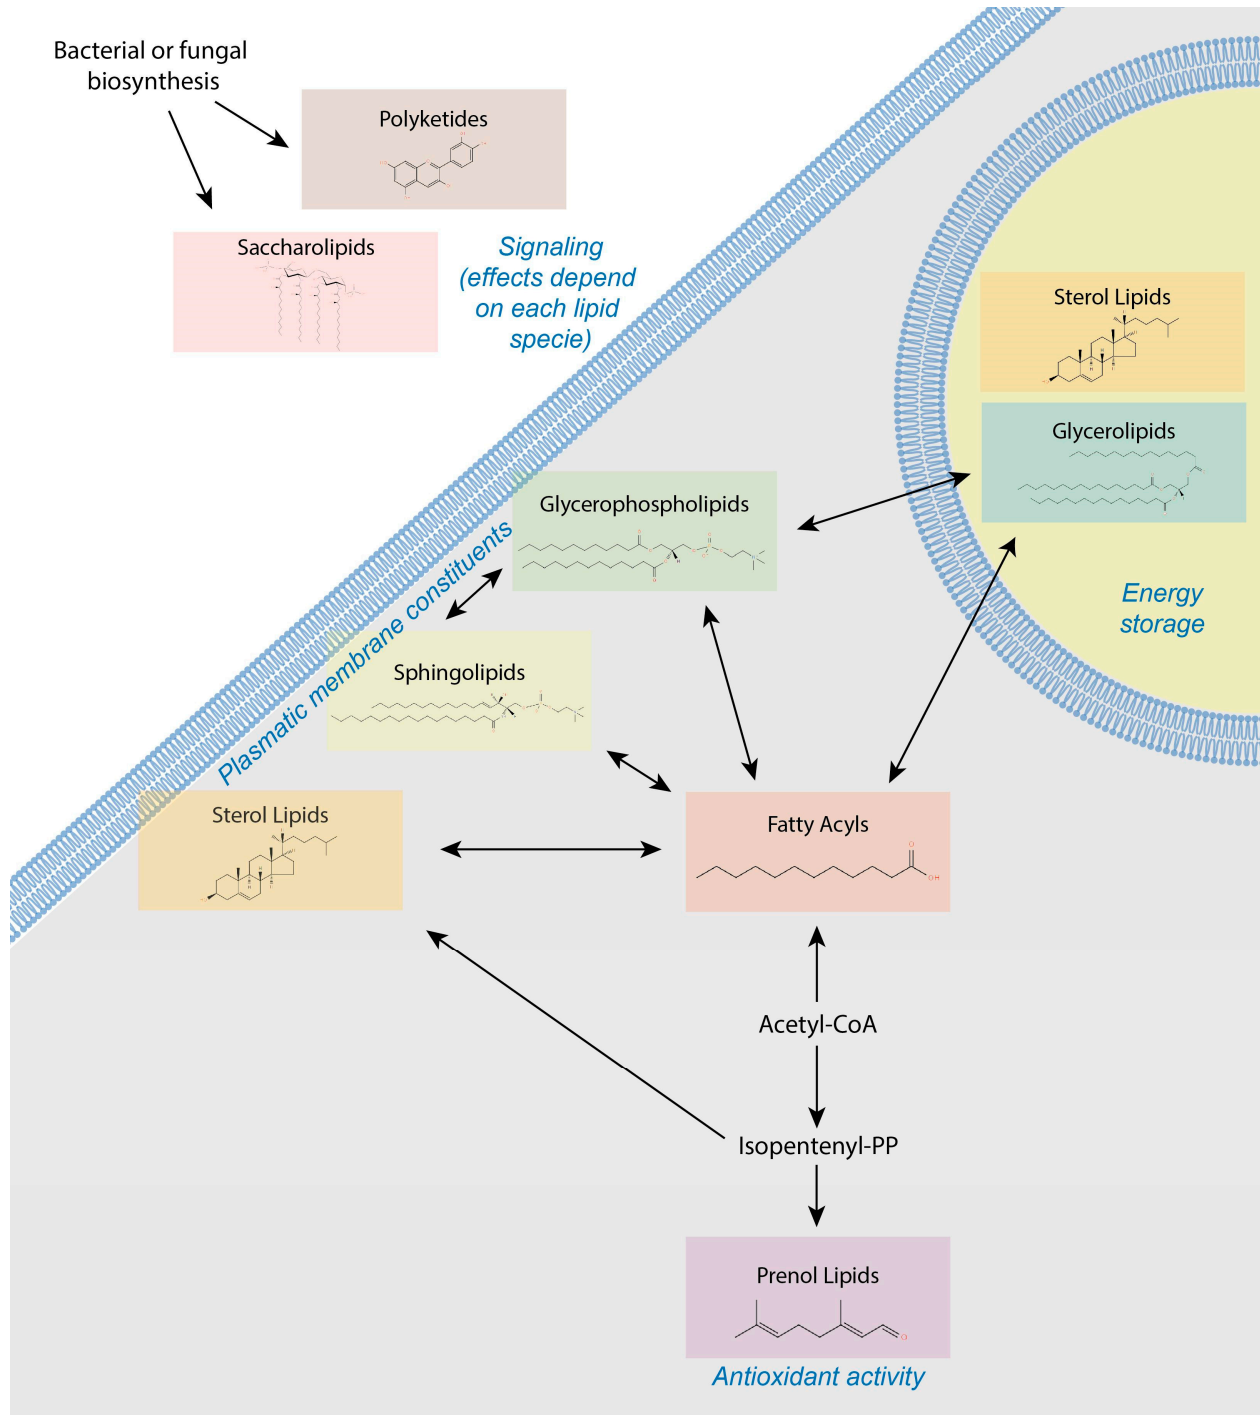 Bacterial or fungal
biosynthesis
Polyketides
Saccharolipids
Signaling
(effects depend
on each lipid
specie)
Sterol Lipids
Glycerolipids
Energy
storage
Glycerophospholipids
Plasmatic membrane constituents
Sphingolipids
Sterol Lipids
Fatty Acyls
O
OH
Acetyl-CoA
Isopentenyl-PP
Prenol Lipids
O
Antioxidant activity